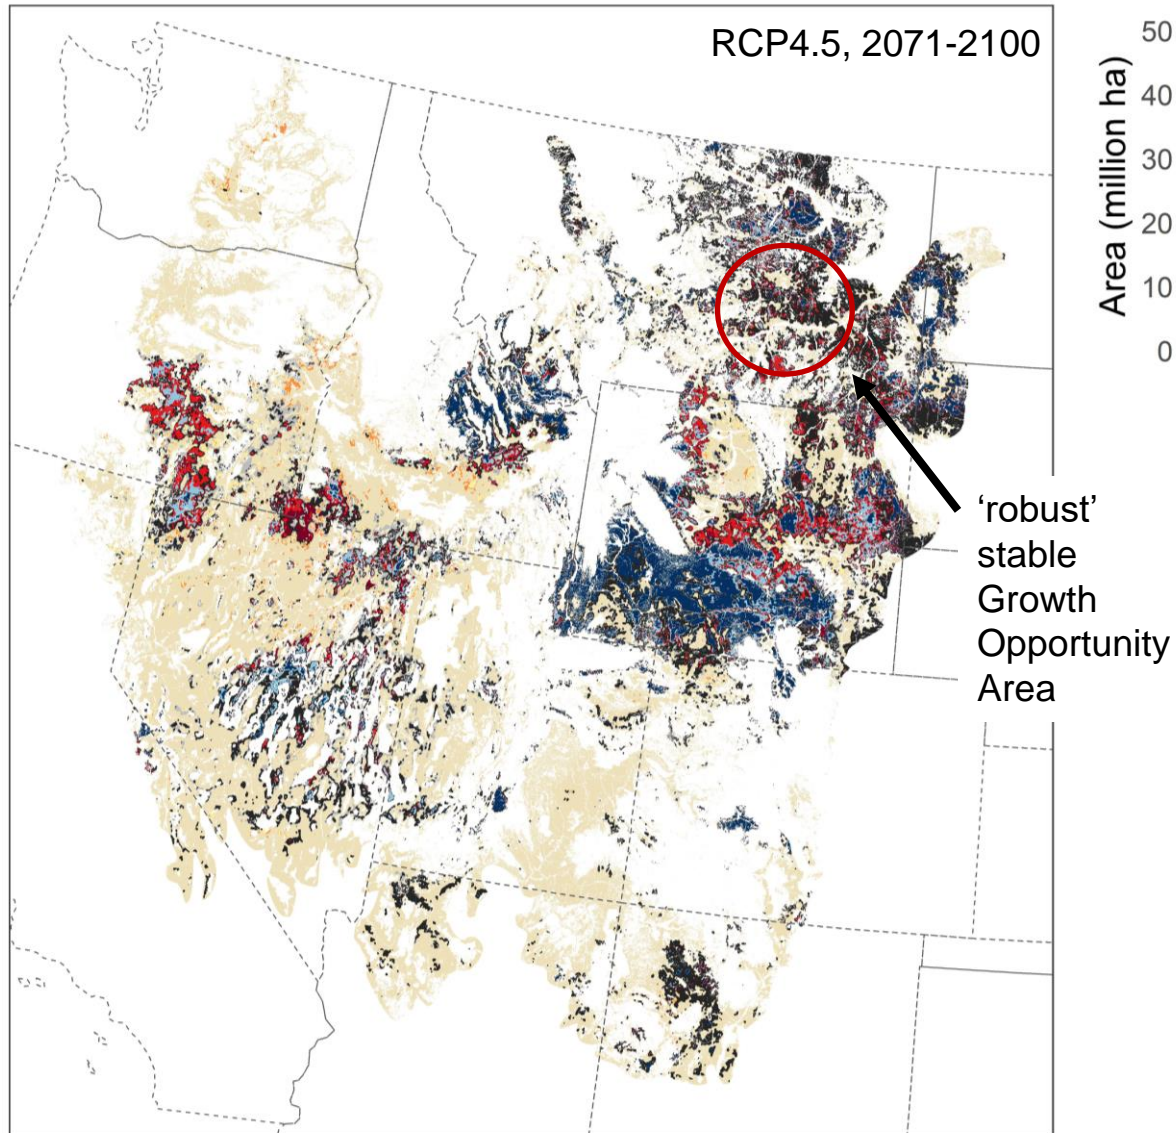 RCP4.5, 2071-2100
Area (million ha)
50
40
30
20
10
0
‘robust’
stable
Growth
Opportunity
Area